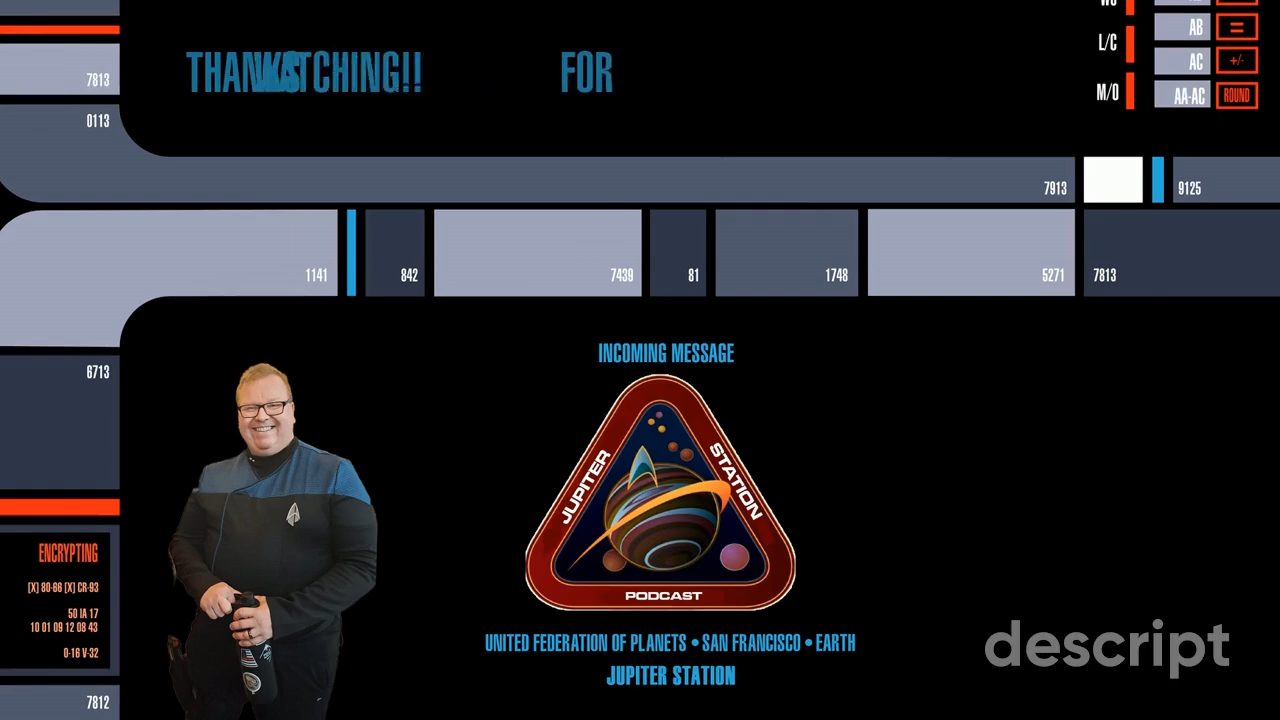 L/C
AB
=
7813
AC
+/-
M/O
AA-AC
ROUND
THANKS
WATCHING!!
FOR
0113
7913
9125
1141
842
7439
81
1748
5271
7813
INCOMING MESSAGE
6713
JUPITER
STATION
PODCAST
ENCRYPTING
[X] 80-66 [X] CR-93
50 IA 17
10 01 09 12 08 43
0-16 V-32
UNITED FEDERATION OF PLANETS • SAN FRANCISCO • EARTH
JUPITER STATION
7812
descript